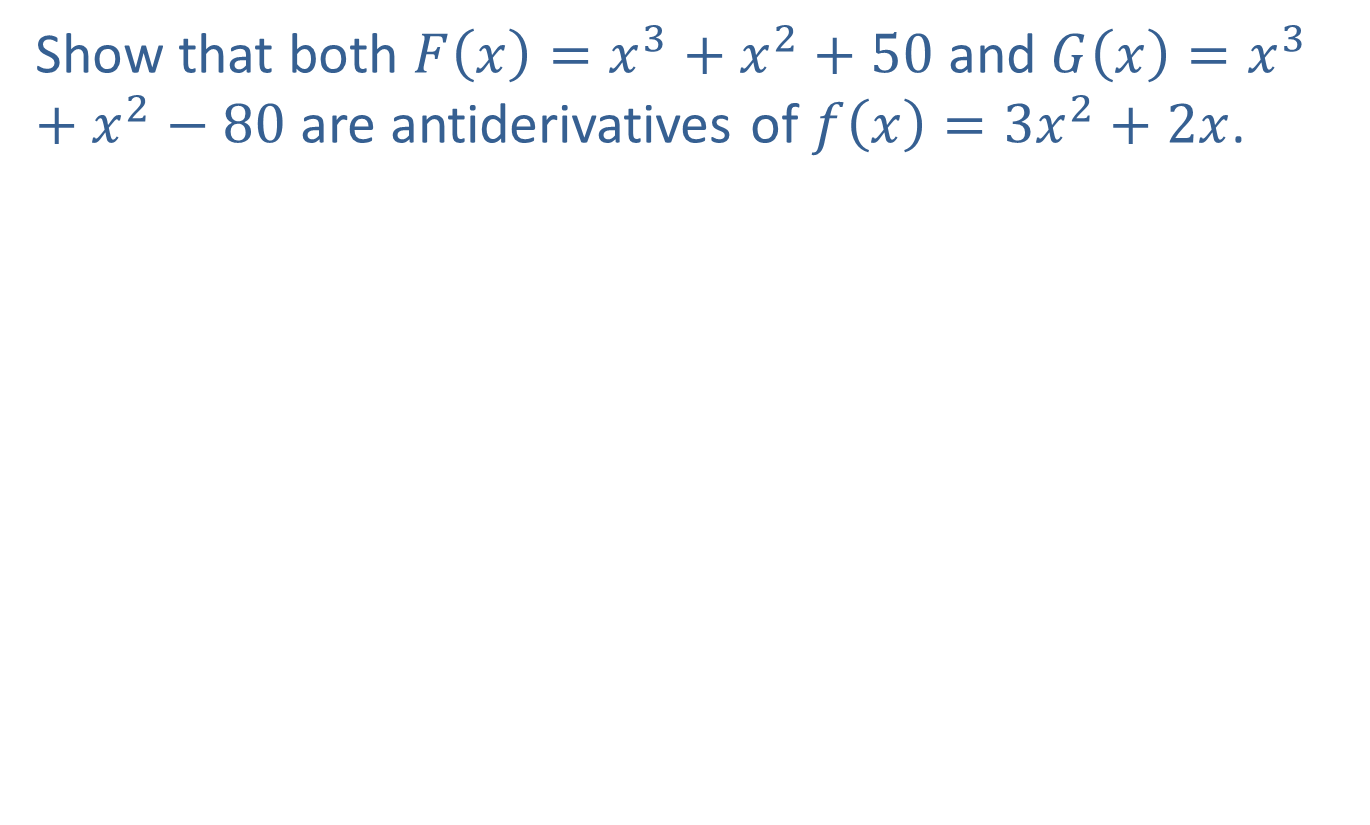 Show that both 𝐹(𝑥) = 𝑥³ + 𝑥² + 50 and 𝐺(𝑥) = 𝑥³
+ 𝑥² − 80 are antiderivatives of 𝑓(𝑥) = 3𝑥² + 2𝑥.